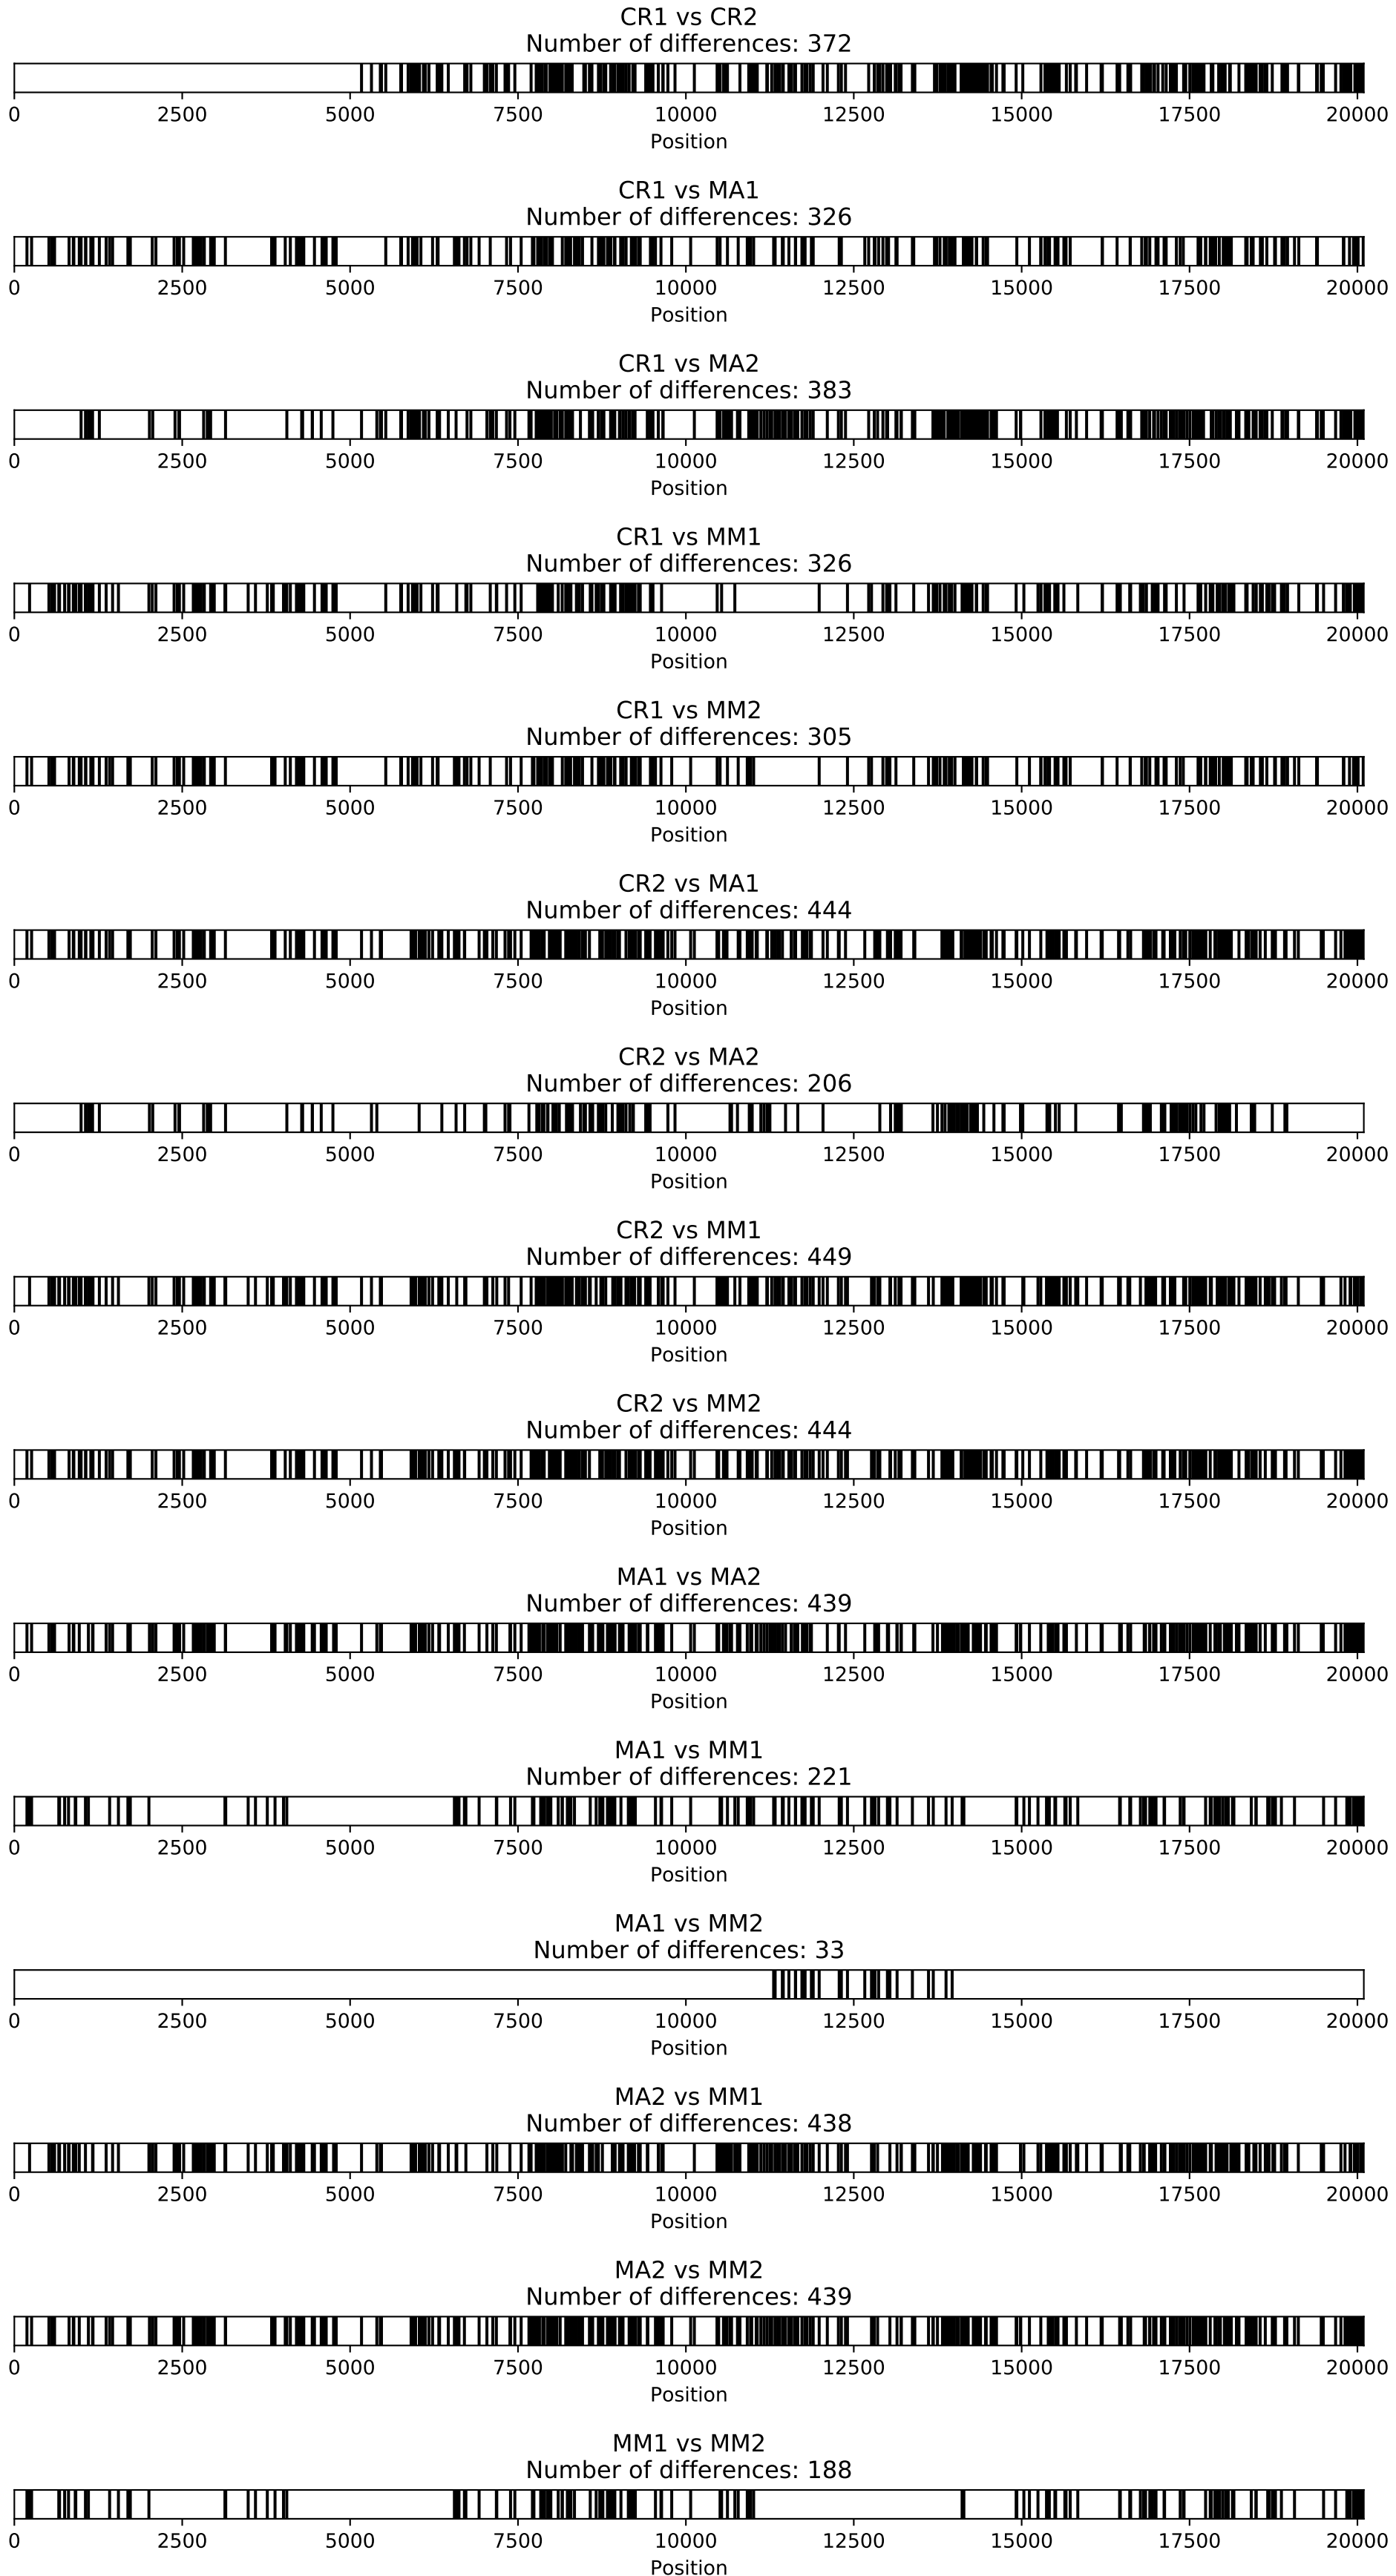 CR1 vs CR2
Number of differences: 372
0 2500 5000 7500 10000 12500 15000 17500 20000
Position
CR1 vs MA1
Number of differences: 326
0 2500 5000 7500 10000 12500 15000 17500 20000
Position
CR1 vs MA2
Number of differences: 383
0 2500 5000 7500 10000 12500 15000 17500 20000
Position
CR1 vs MM1
Number of differences: 326
0 2500 5000 7500 10000 12500 15000 17500 20000
Position
CR1 vs MM2
Number of differences: 305
0 2500 5000 7500 10000 12500 15000 17500 20000
Position
CR2 vs MA1
Number of differences: 444
0 2500 5000 7500 10000 12500 15000 17500 20000
Position
CR2 vs MA2
Number of differences: 206
0 2500 5000 7500 10000 12500 15000 17500 20000
Position
CR2 vs MM1
Number of differences: 449
0 2500 5000 7500 10000 12500 15000 17500 20000
Position
CR2 vs MM2
Number of differences: 444
0 2500 5000 7500 10000 12500 15000 17500 20000
Position
MA1 vs MA2
Number of differences: 439
0 2500 5000 7500 10000 12500 15000 17500 20000
Position
MA1 vs MM1
Number of differences: 221
0 2500 5000 7500 10000 12500 15000 17500 20000
Position
MA1 vs MM2
Number of differences: 33
0 2500 5000 7500 10000 12500 15000 17500 20000
Position
MA2 vs MM1
Number of differences: 438
0 2500 5000 7500 10000 12500 15000 17500 20000
Position
MA2 vs MM2
Number of differences: 439
0 2500 5000 7500 10000 12500 15000 17500 20000
Position
MM1 vs MM2
Number of differences: 188
0 2500 5000 7500 10000 12500 15000 17500 20000
Position